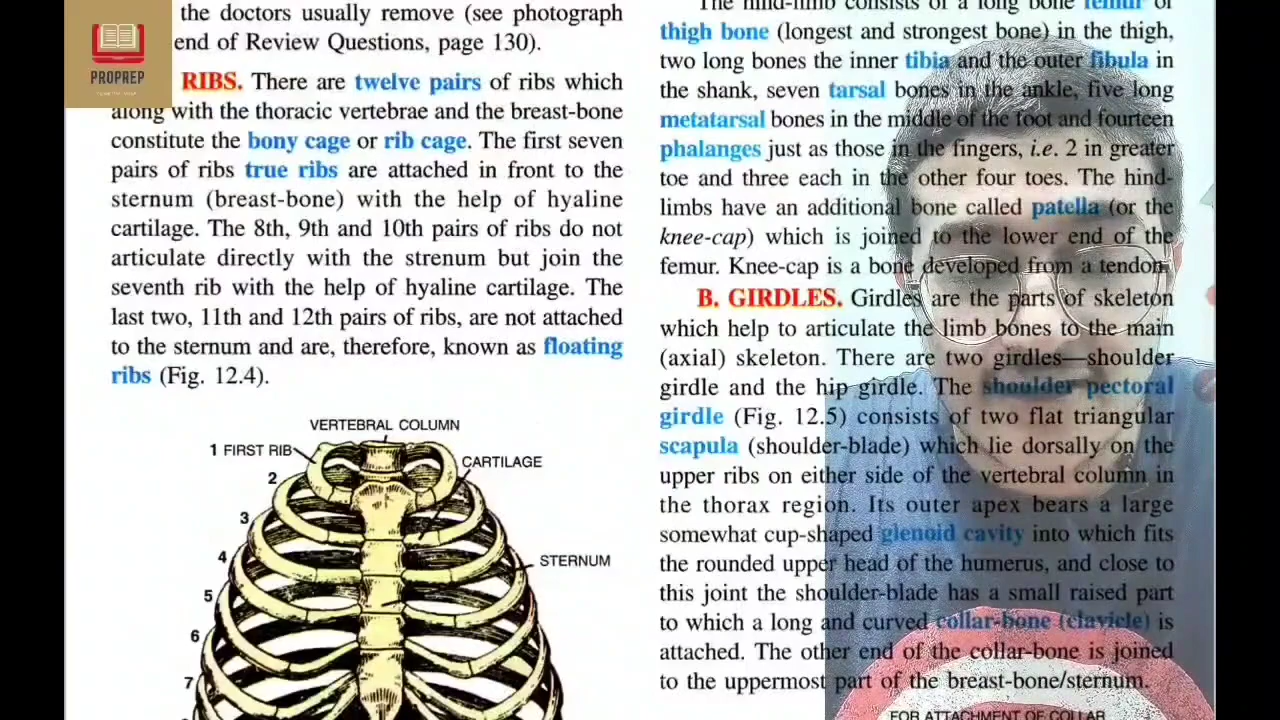 PROPREP
the doctors usually remove (see photograph
end of Review Questions, page 130).
RIBS. There are twelve pairs of ribs which
along with the thoracic vertebrae and the breast-bone
constitute the bony cage or rib cage. The first seven
pairs of ribs true ribs are attached in front to the
sternum (breast-bone) with the help of hyaline
cartilage. The 8th, 9th and 10th pairs of ribs do not
articulate directly with the strenum but join the
seventh rib with the help of hyaline cartilage. The
last two, 11th and 12th pairs of ribs, are not attached
to the sternum and are, therefore, known as floating
ribs (Fig. 12.4).
VERTEBRAL COLUMN
1 FIRST RIB
CARTILAGE
2
3
4
STERNUM
5
6
7
The hind-limb consists of a long bone femur or
thigh bone (longest and strongest bone) in the thigh,
two long bones the inner tibia and the outer fibula in
the shank, seven tarsal bones in the ankle, five long
metatarsal bones in the middle of the foot and fourteen
phalanges just as those in the fingers, i.e. 2 in greater
toe and three each in the other four toes. The hind-
limbs have an additional bone called patella (or the
knee-cap) which is joined to the lower end of the
femur. Knee-cap is a bone developed from a tendon.
B. GIRDLES. Girdles are the parts of skeleton
which help to articulate the limb bones to the main
(axial) skeleton. There are two girdles—shoulder
girdle and the hip girdle. The shoulder pectoral
girdle (Fig. 12.5) consists of two flat triangular
scapula (shoulder-blade) which lie dorsally on the
upper ribs on either side of the vertebral column in
the thorax region. Its outer apex bears a large
somewhat cup-shaped glenoid cavity into which fits
the rounded upper head of the humerus, and close to
this joint the shoulder-blade has a small raised part
to which a long and curved collar-bone (clavicle) is
attached. The other end of the collar-bone is joined
to the uppermost part of the breast-bone/sternum.
FOR ATTACHMENT OF COLLAR